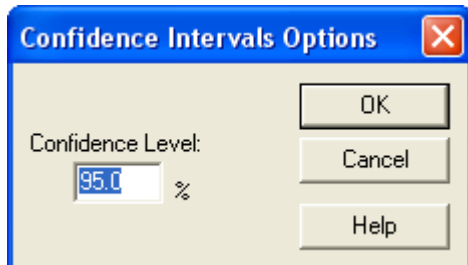 Confidence Intervals Options
OK
Confidence Level:
95.0 %
Cancel
Help